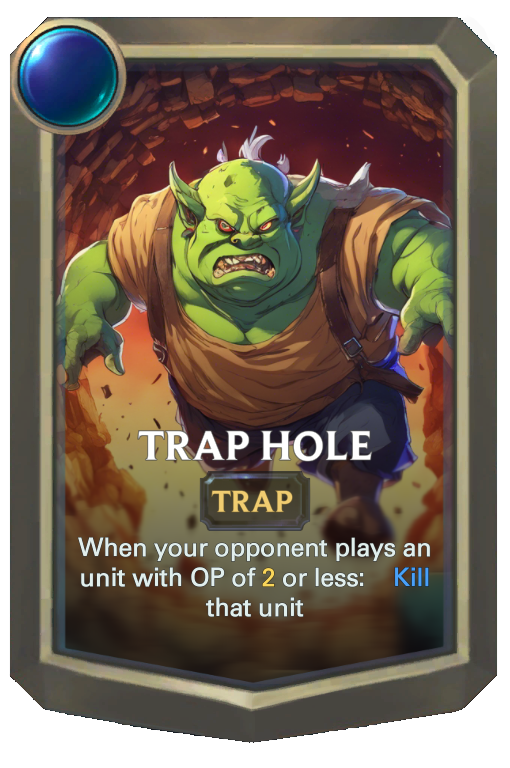 TRAP HOLE
TRAP
When your opponent plays an
unit with OP of 2 or less: Kill
that unit